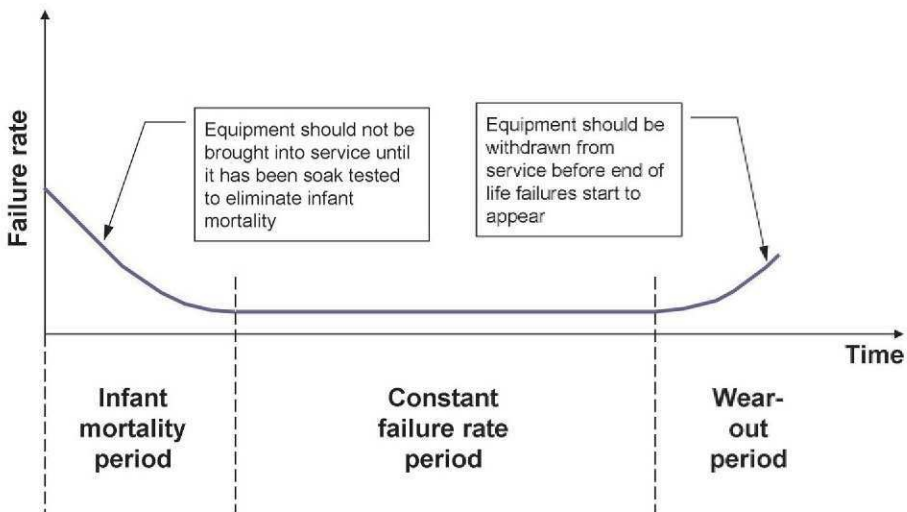 Failure rate
Equipment should not be
brought into service until
it has been soak tested
to eliminate infant
mortality
Equipment should be
withdrawn from
service before end of
life failures start to
appear
Time
Infant
mortality
period
Constant
failure rate
period
Wear-
out
period